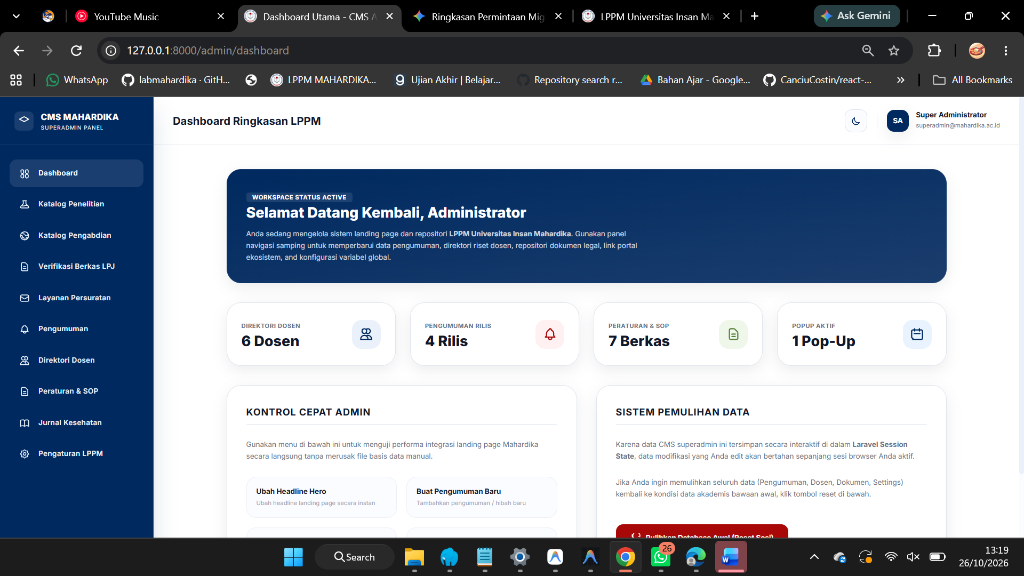 YouTube Music
Dashboard Utama - CMS
Ringkasan Permintaan Mig
LPPM Universitas Insan M
Ask Gemini
127.0.0.1:8000/admin/dashboard
WhatsApp
labmahardika - GitH...
LPPM MAHARDIKA...
Ujian Akhir | Belajar...
Repository search r...
Bahan Ajar - Google...
CanciuCostin/react-...
All Bookmarks
CMS MAHARDIKA
SUPERADMIN PANEL
Dashboard Ringkasan LPPM
SA
Super Administrator
superadmin@mahardika.ac.id
Dashboard
Katalog Penelitian
Katalog Pengabdian
Verifikasi Berkas LPJ
Layanan Persuratan
Pengumuman
Direktori Dosen
Peraturan & SOP
Jurnal Kesehatan
Pengaturan LPPM
WORKSPACE STATUS ACTIVE
Selamat Datang Kembali, Administrator
Anda sedang mengelola sistem landing page dan repositori LPPM Universitas Insan Mahardika. Gunakan panel
navigasi samping untuk memperbarui data pengumuman, direktori riset dosen, repositori dokumen legal, link portal
ekosistem, and konfigurasi variabel global.
DIREKTORI DOSEN
6 Dosen
PENGUMUMAN RILIS
4 Rilis
PERATURAN & SOP
7 Berkas
POPUP AKTIF
1 Pop-Up
KONTROL CEPAT ADMIN
Gunakan menu di bawah ini untuk menguji performa integrasi landing page Mahardika
secara langsung tanpa merusak file basis data manual.
Ubah Headline Hero
Ubah headline landing page secara instan
Buat Pengumuman Baru
Tambahkan pengumuman / hibah baru
SISTEM PEMULIHAN DATA
Karena data CMS superadmin ini tersimpan secara interaktif di dalam Laravel Session
State, data modifikasi yang Anda edit akan bertahan sepanjang sesi browser Anda aktif.
Jika Anda ingin memulihkan seluruh data (Pengumuman, Dosen, Dokumen, Settings)
kembali ke kondisi data akademis bawaan awal, klik tombol reset di bawah.
Pulihkan Database Awal (Reset Sesi)
Search
26
13:19
26/10/2026